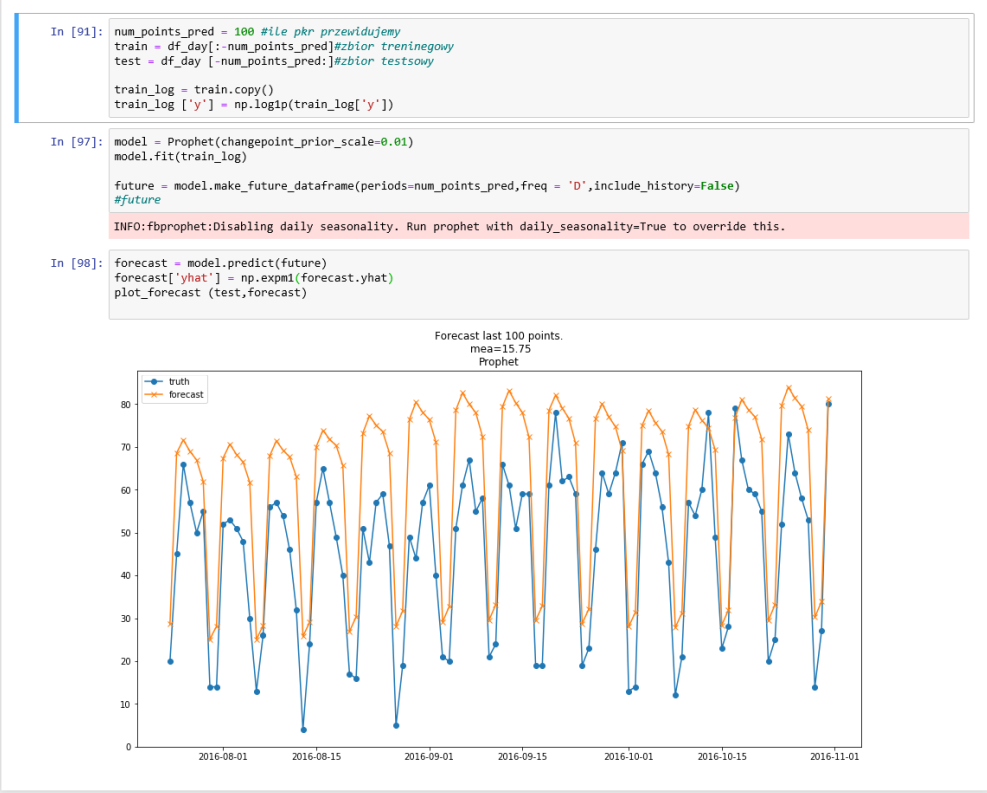 In [91]: num_points_pred = 100 #ile pkr przewidujemy
train = df_day[:-num_points_pred]#zbior treninegowy
test = df_day [-num_points_pred:]#zbior testsowy
train_log = train.copy()
train_log ['y'] = np.log1p(train_log['y'])
In [97]: model = Prophet(changepoint_prior_scale=0.01)
model.fit(train_log)
future = model.make_future_dataframe(periods=num_points_pred,freq = 'D',include_history=False)
#future
INFO:fbprophet:Disabling daily seasonality. Run prophet with daily_seasonality=True to override this.
In [98]: forecast = model.predict(future)
forecast['yhat'] = np.expm1(forecast.yhat)
plot_forecast (test,forecast)
Forecast last 100 points.
mea=15.75
Prophet
truth
forecast
80
70
60
50
40
30
20
10
0
2016-08-01 2016-08-15 2016-09-01 2016-09-15 2016-10-01 2016-10-15 2016-11-01